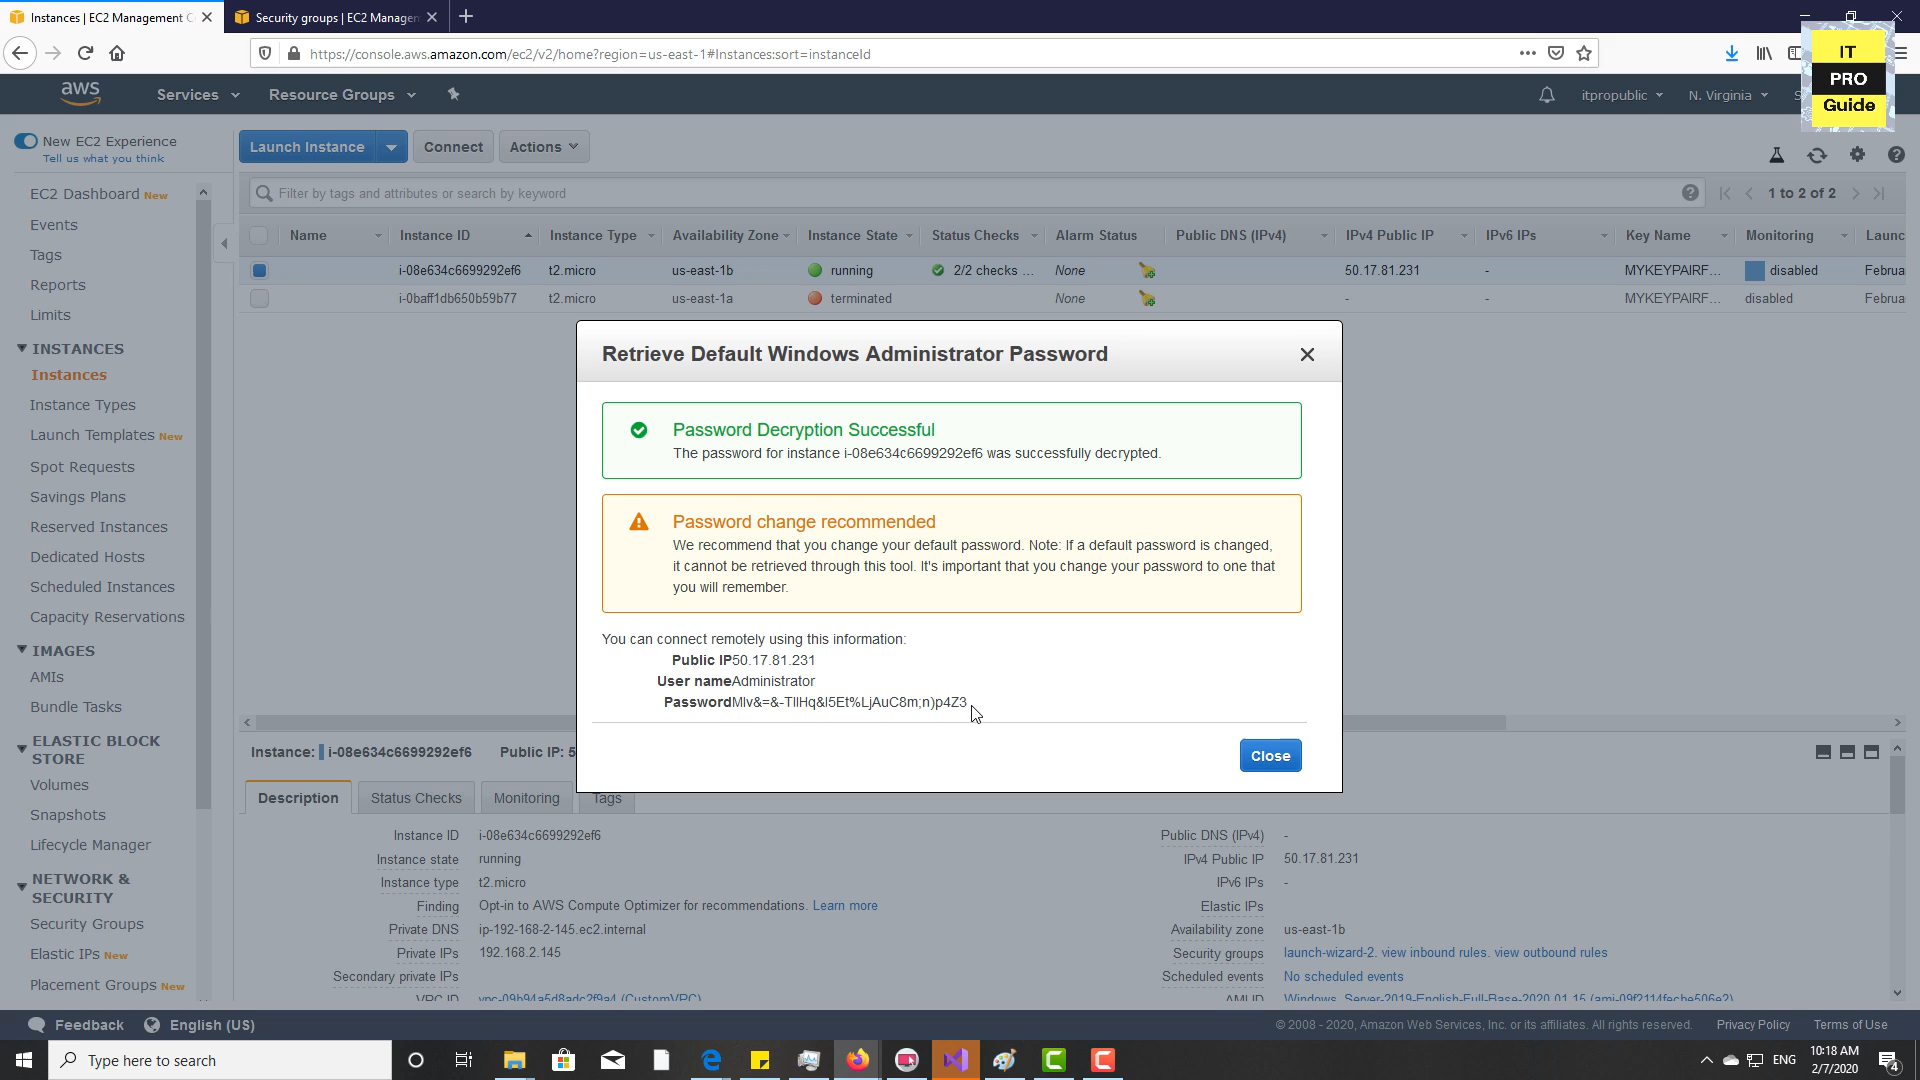 Instances | EC2 Management C
Security groups | EC2 Managem
https://console.aws.amazon.com/ec2/v2/home?region=us-east-1#Instances:sort=instanceId
IT
PRO
Guide
aws
Services
Resource Groups
itpropublic
N. Virginia
New EC2 Experience
Tell us what you think
Launch Instance
Connect
Actions
EC2 Dashboard New
Events
Tags
Reports
Limits
INSTANCES
Instances
Instance Types
Launch Templates New
Spot Requests
Savings Plans
Reserved Instances
Dedicated Hosts
Scheduled Instances
Capacity Reservations
IMAGES
AMIs
Bundle Tasks
ELASTIC BLOCK
STORE
Volumes
Snapshots
Lifecycle Manager
NETWORK &
SECURITY
Security Groups
Elastic IPs New
Placement Groups New
Filter by tags and attributes or search by keyword
1 to 2 of 2
Name Instance ID Instance Type Availability Zone Instance State Status Checks Alarm Status Public DNS (IPv4) IPv4 Public IP IPv6 IPs Key Name Monitoring Launc
i-08e634c6699292ef6 t2.micro us-east-1b running 2/2 checks ... None 50.17.81.231 - MYKEYPAIRF... disabled Februa
i-0baff1db650b59b77 t2.micro us-east-1a terminated None - - MYKEYPAIRF... disabled Februa
Retrieve Default Windows Administrator Password
Password Decryption Successful
The password for instance i-08e634c6699292ef6 was successfully decrypted.
Password change recommended
We recommend that you change your default password. Note: If a default password is changed,
it cannot be retrieved through this tool. It's important that you change your password to one that
you will remember.
You can connect remotely using this information:
Public IP50.17.81.231
User nameAdministrator
Close
Instance: i-08e634c6699292ef6 Public IP: 5
Description
Status Checks
Monitoring
Tags
Instance ID i-08e634c6699292ef6
Instance state running
Instance type t2.micro
Finding Opt-in to AWS Compute Optimizer for recommendations. Learn more
Private DNS ip-192-168-2-145.ec2.internal
Private IPs 192.168.2.145
Secondary private IPs
VPC ID vpc-09b94a5d8adc2f9a4 (CustomVPC)
Public DNS (IPv4) -
IPv4 Public IP 50.17.81.231
IPv6 IPs -
Elastic IPs
Availability zone us-east-1b
Security groups launch-wizard-2. view inbound rules. view outbound rules
Scheduled events No scheduled events
AMI ID
Feedback
English (US)
© 2008 - 2020, Amazon Web Services, Inc. or its affiliates. All rights reserved.
Privacy Policy
Terms of Use
Type here to search
ENG
10:18 AM
2/7/2020
4